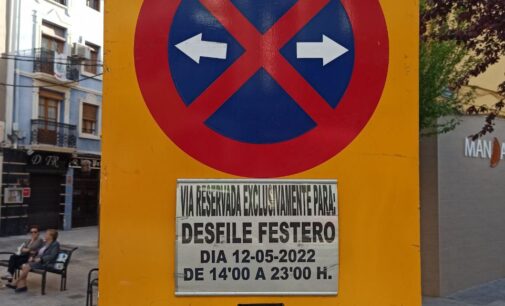 VIA RESERVADA EXCLUSIVAMENTE PARA:
DESFILE FESTERO
DIA 12-05-2022
DE 14'00 A 23'00 H.